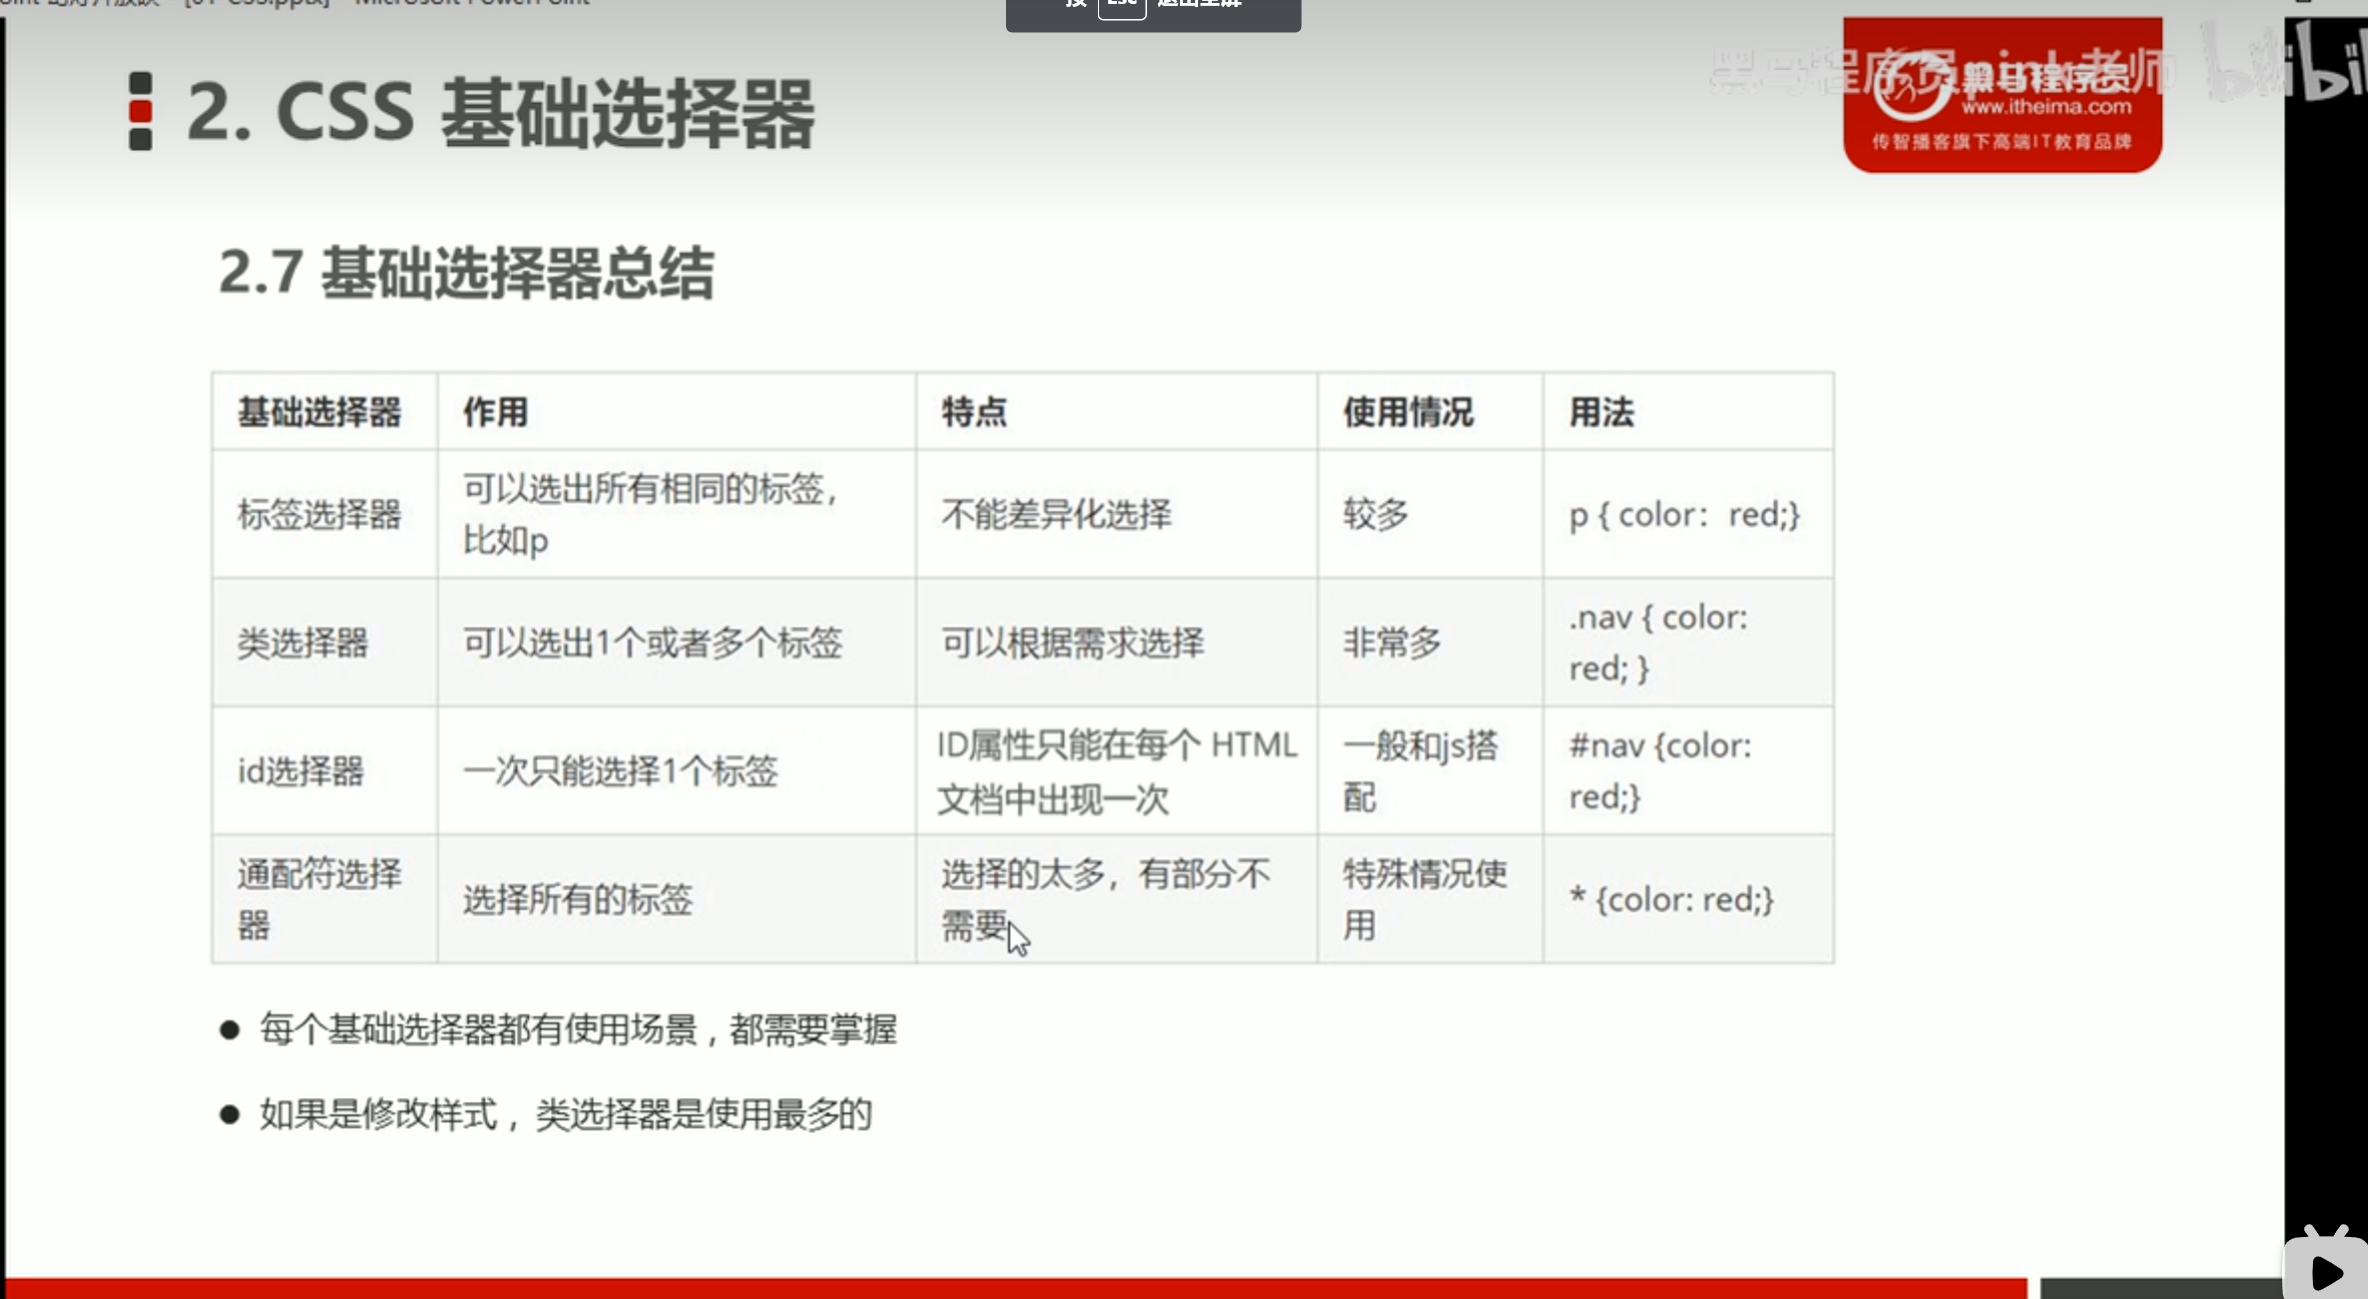 [01-CSS.pptx] - Microsoft PowerPoint
按 Esc 退出全屏
黑马程序员pink老师
2. CSS 基础选择器
黑马程序员
www.itheima.com
传智播客旗下高端IT教育品牌
2.7 基础选择器总结
基础选择器 作用 特点 使用情况 用法
标签选择器 可以选出所有相同的标签，
比如p 不能差异化选择 较多 p { color：red;}
类选择器 可以选出1个或者多个标签 可以根据需求选择 非常多 .nav { color:
red; }
id选择器 一次只能选择1个标签 ID属性只能在每个 HTML
文档中出现一次 一般和js搭
配 #nav {color:
red;}
通配符选择
器 选择所有的标签 选择的太多，有部分不
需要 特殊情况使
用 * {color: red;}
● 每个基础选择器都有使用场景，都需要掌握
● 如果是修改样式， 类选择器是使用最多的